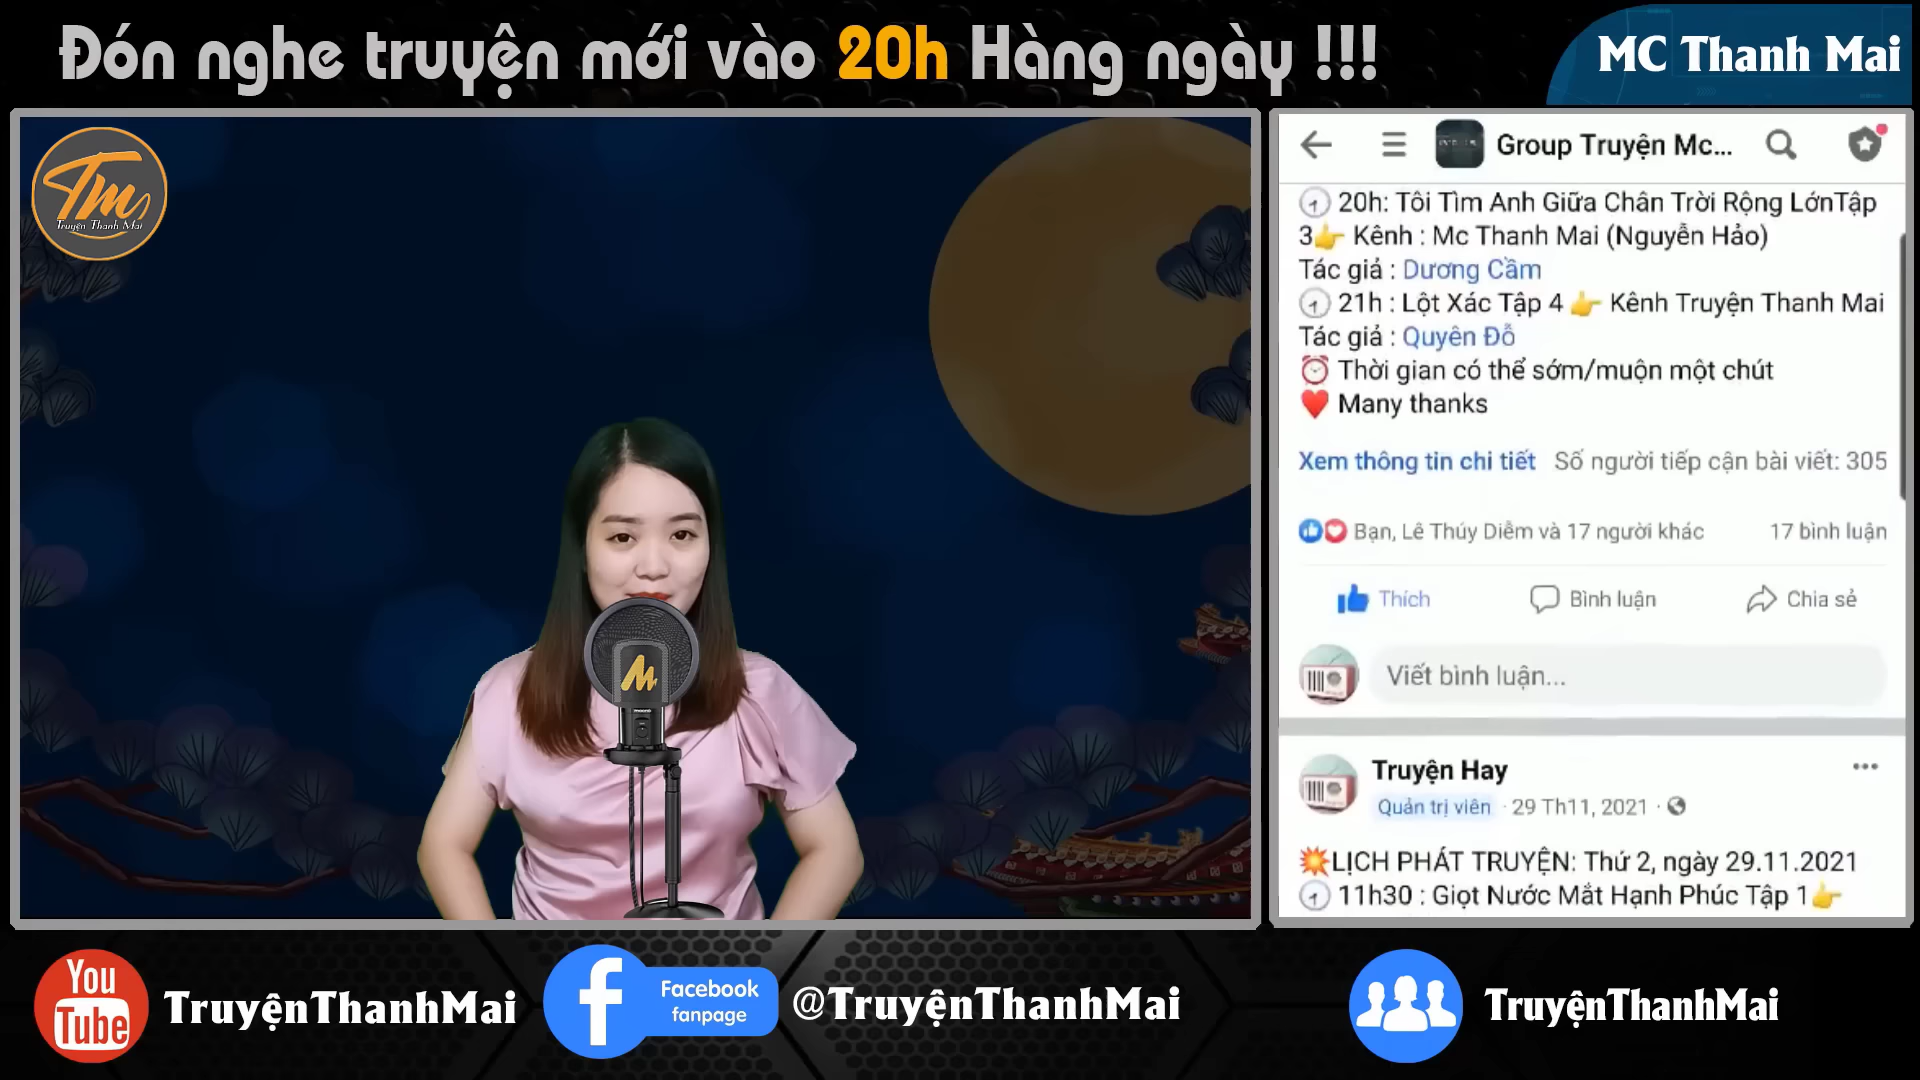 Đón nghe truyện mới vào 20h Hàng ngày !!!
MC Thanh Mai
Tm
Truyện Thanh Mai
Group Truyện Mc...
20h: Tôi Tìm Anh Giữa Chân Trời Rộng LớnTập
3👉 Kênh : Mc Thanh Mai (Nguyễn Hảo)
Tác giả : Dương Cầm
21h : Lột Xác Tập 4 👉 Kênh Truyện Thanh Mai
Tác giả : Quyên Đỗ
⏰ Thời gian có thể sớm/muộn một chút
❤️ Many thanks
Xem thông tin chi tiết Số người tiếp cận bài viết: 305
Bạn, Lê Thúy Diễm và 17 người khác 17 bình luận
Thích Bình luận Chia sẻ
Viết bình luận...
Truyện Hay
Quản trị viên · 29 Th11, 2021 ·
💥LỊCH PHÁT TRUYỆN: Thứ 2, ngày 29.11.2021
11h30 : Giọt Nước Mắt Hạnh Phúc Tập 1👉
You
Tube
TruyệnThanhMai
Facebook
fanpage
@TruyệnThanhMai
TruyệnThanhMai